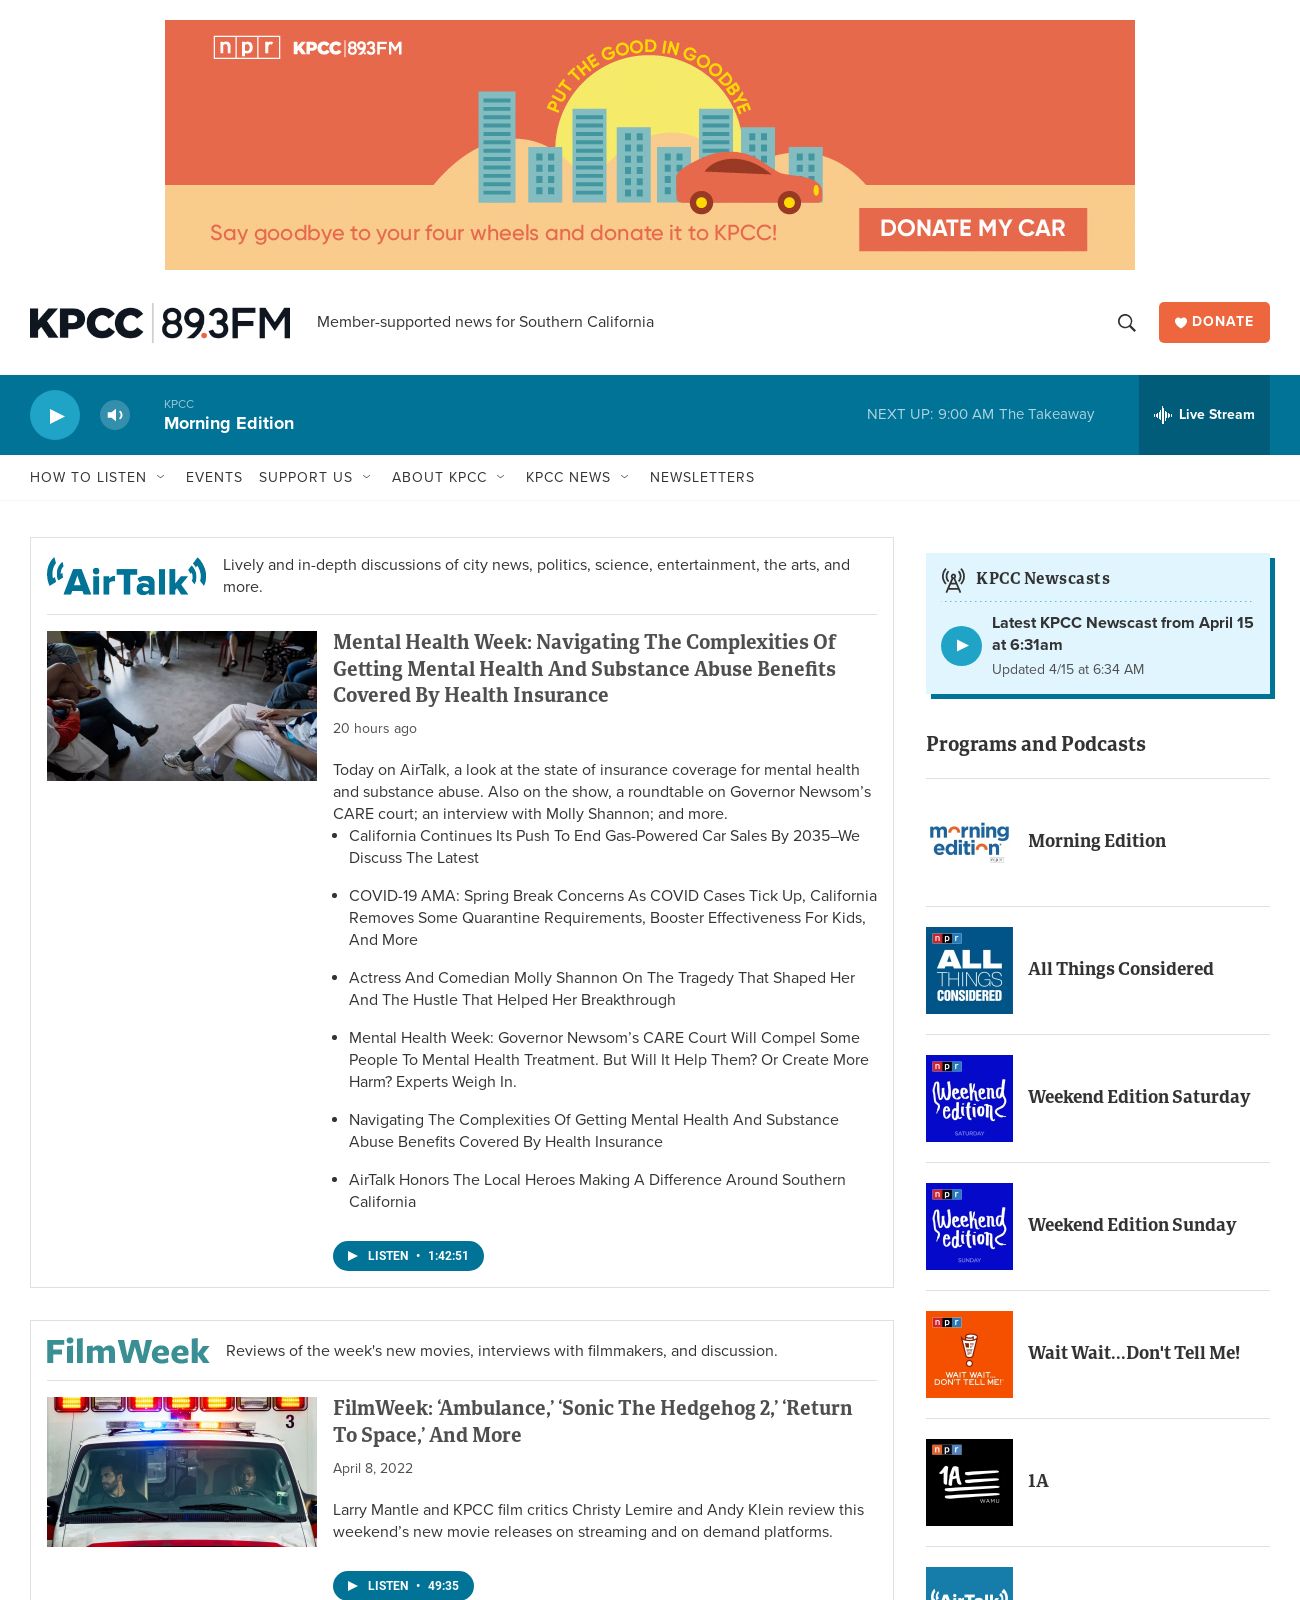 npr KPCC 89.3FM
PUT THE GOOD IN GOODBYE
Say goodbye to your four wheels and donate it to KPCC!
DONATE MY CAR
KPCC 89.3FM
Member-supported news for Southern California
DONATE
KPCC
Morning Edition
NEXT UP: 9:00 AM The Takeaway
Live Stream
HOW TO LISTEN
EVENTS
SUPPORT US
ABOUT KPCC
KPCC NEWS
NEWSLETTERS
AirTalk
Lively and in-depth discussions of city news, politics, science, entertainment, the arts, and
more.
Mental Health Week: Navigating The Complexities Of
Getting Mental Health And Substance Abuse Benefits
Covered By Health Insurance
20 hours ago
Today on AirTalk, a look at the state of insurance coverage for mental health
and substance abuse. Also on the show, a roundtable on Governor Newsom’s
CARE court; an interview with Molly Shannon; and more.
• California Continues Its Push To End Gas-Powered Car Sales By 2035–We
Discuss The Latest
• COVID-19 AMA: Spring Break Concerns As COVID Cases Tick Up, California
Removes Some Quarantine Requirements, Booster Effectiveness For Kids,
And More
• Actress And Comedian Molly Shannon On The Tragedy That Shaped Her
And The Hustle That Helped Her Breakthrough
• Mental Health Week: Governor Newsom’s CARE Court Will Compel Some
People To Mental Health Treatment. But Will It Help Them? Or Create More
Harm? Experts Weigh In.
• Navigating The Complexities Of Getting Mental Health And Substance
Abuse Benefits Covered By Health Insurance
• AirTalk Honors The Local Heroes Making A Difference Around Southern
California
LISTEN • 1:42:51
FilmWeek
Reviews of the week's new movies, interviews with filmmakers, and discussion.
3
FilmWeek: ‘Ambulance,’ ‘Sonic The Hedgehog 2,’ ‘Return
To Space,’ And More
April 8, 2022
Larry Mantle and KPCC film critics Christy Lemire and Andy Klein review this
weekend’s new movie releases on streaming and on demand platforms.
LISTEN • 49:35
KPCC Newscasts
Latest KPCC Newscast from April 15
at 6:31am
Updated 4/15 at 6:34 AM
Programs and Podcasts
morning
edition
npr
Morning Edition
npr
ALL
THINGS
CONSIDERED
All Things Considered
npr
Weekend
edition
SATURDAY
Weekend Edition Saturday
npr
Weekend
edition
SUNDAY
Weekend Edition Sunday
npr
WAIT WAIT...
DON'T TELL ME!
Wait Wait...Don't Tell Me!
npr
1A
WAMU
1A
AirTalk